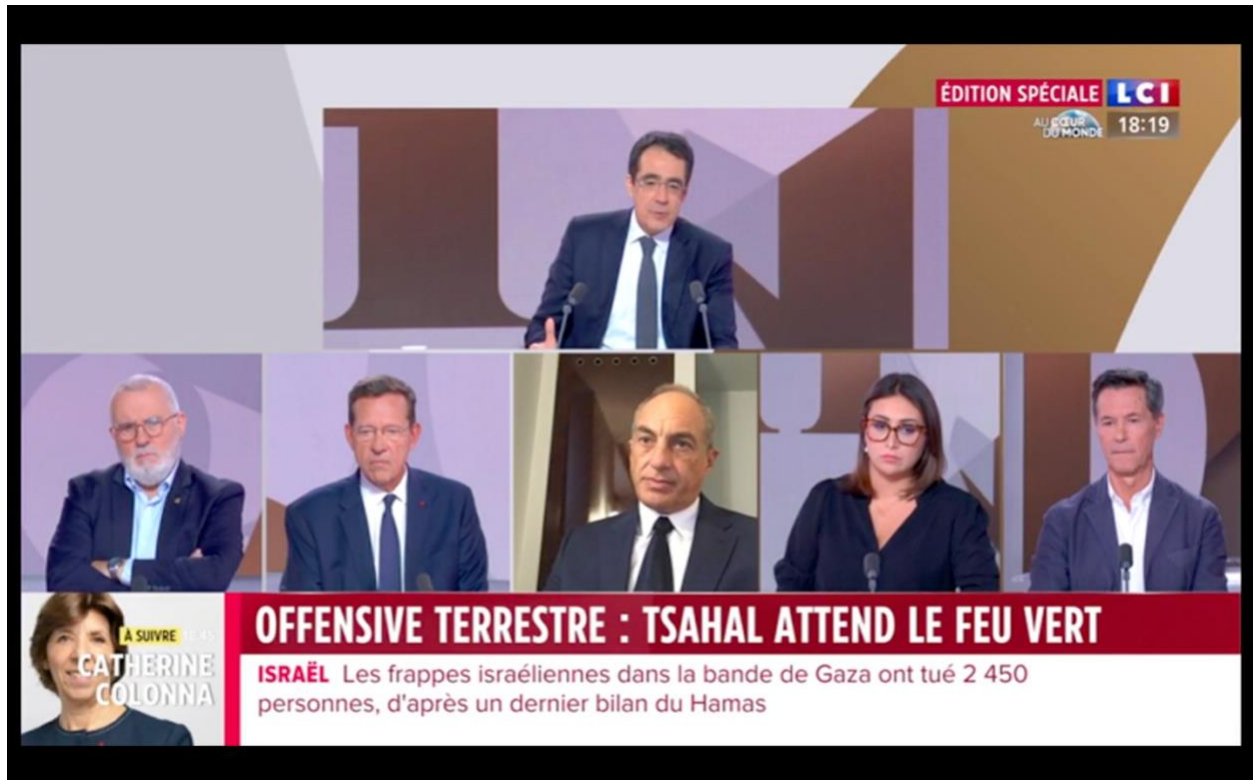 ÉDITION SPÉCIALE LCI
AU CŒUR
DU MONDE
18:19
À SUIVRE 18:45
CATHERINE
COLONNA
OFFENSIVE TERRESTRE : TSAHAL ATTEND LE FEU VERT
ISRAËL Les frappes israéliennes dans la bande de Gaza ont tué 2 450
personnes, d'après un dernier bilan du Hamas